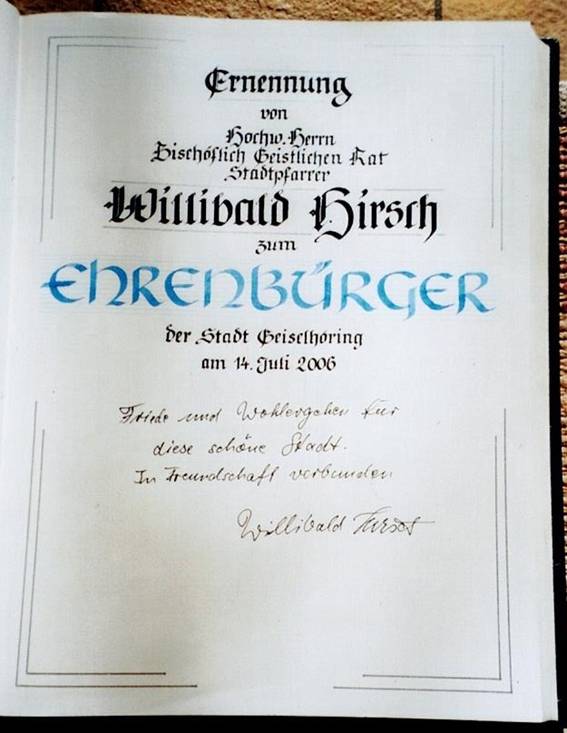 Ernennung
von
Hochw. Herrn
Bischöflich Geistlichen Rat
Stadtpfarrer
Willibald Hirsch
zum
EHRENBÜRGER
der Stadt Geiselhöring
am 14. Juli 2006
Friede und Wohlergehen für
diese schöne Stadt.
In Freundschaft verbunden
Willibald Hirsch